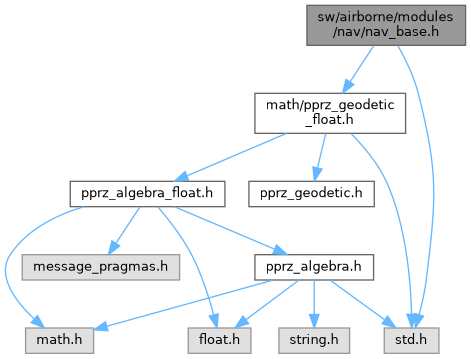 sw/airborne/modules
/nav/nav_base.h
math/pprz_geodetic
_float.h
pprz_algebra_float.h
pprz_geodetic.h
message_pragmas.h
pprz_algebra.h
math.h
float.h
string.h
std.h